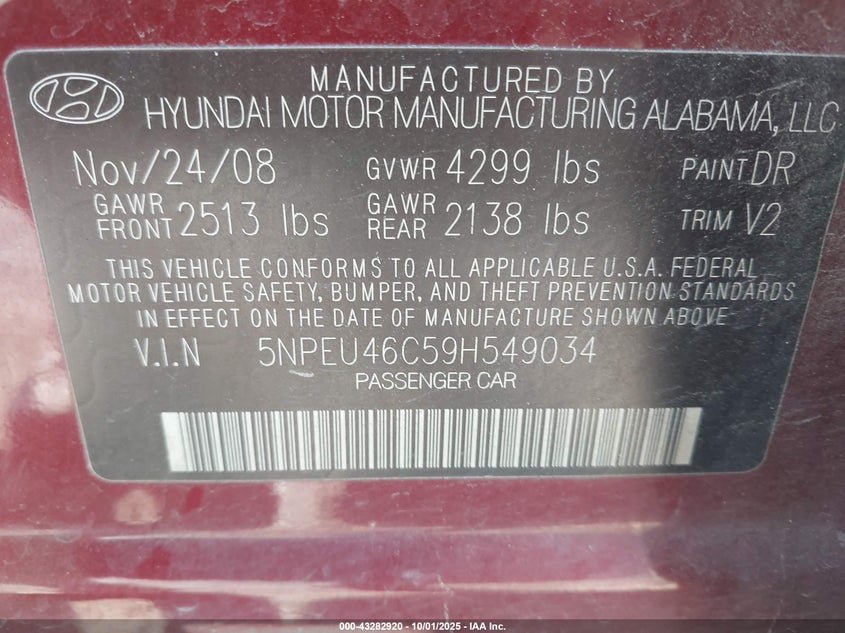 MANUFACTURED BY
HYUNDAI MOTOR MANUFACTURING ALABAMA, LLC
Nov/24/08 GVWR 4299 lbs PAINT DR
GAWR FRONT 2513 lbs GAWR REAR 2138 lbs TRIM V2
THIS VEHICLE CONFORMS TO ALL APPLICABLE U.S.A. FEDERAL
MOTOR VEHICLE SAFETY, BUMPER, AND THEFT PREVENTION STANDARDS
IN EFFECT ON THE DATE OF MANUFACTURE SHOWN ABOVE.
V.I.N 5NPEU46C59H549034
PASSENGER CAR
000-43282920 - 10/01/2025 - IAA Inc.